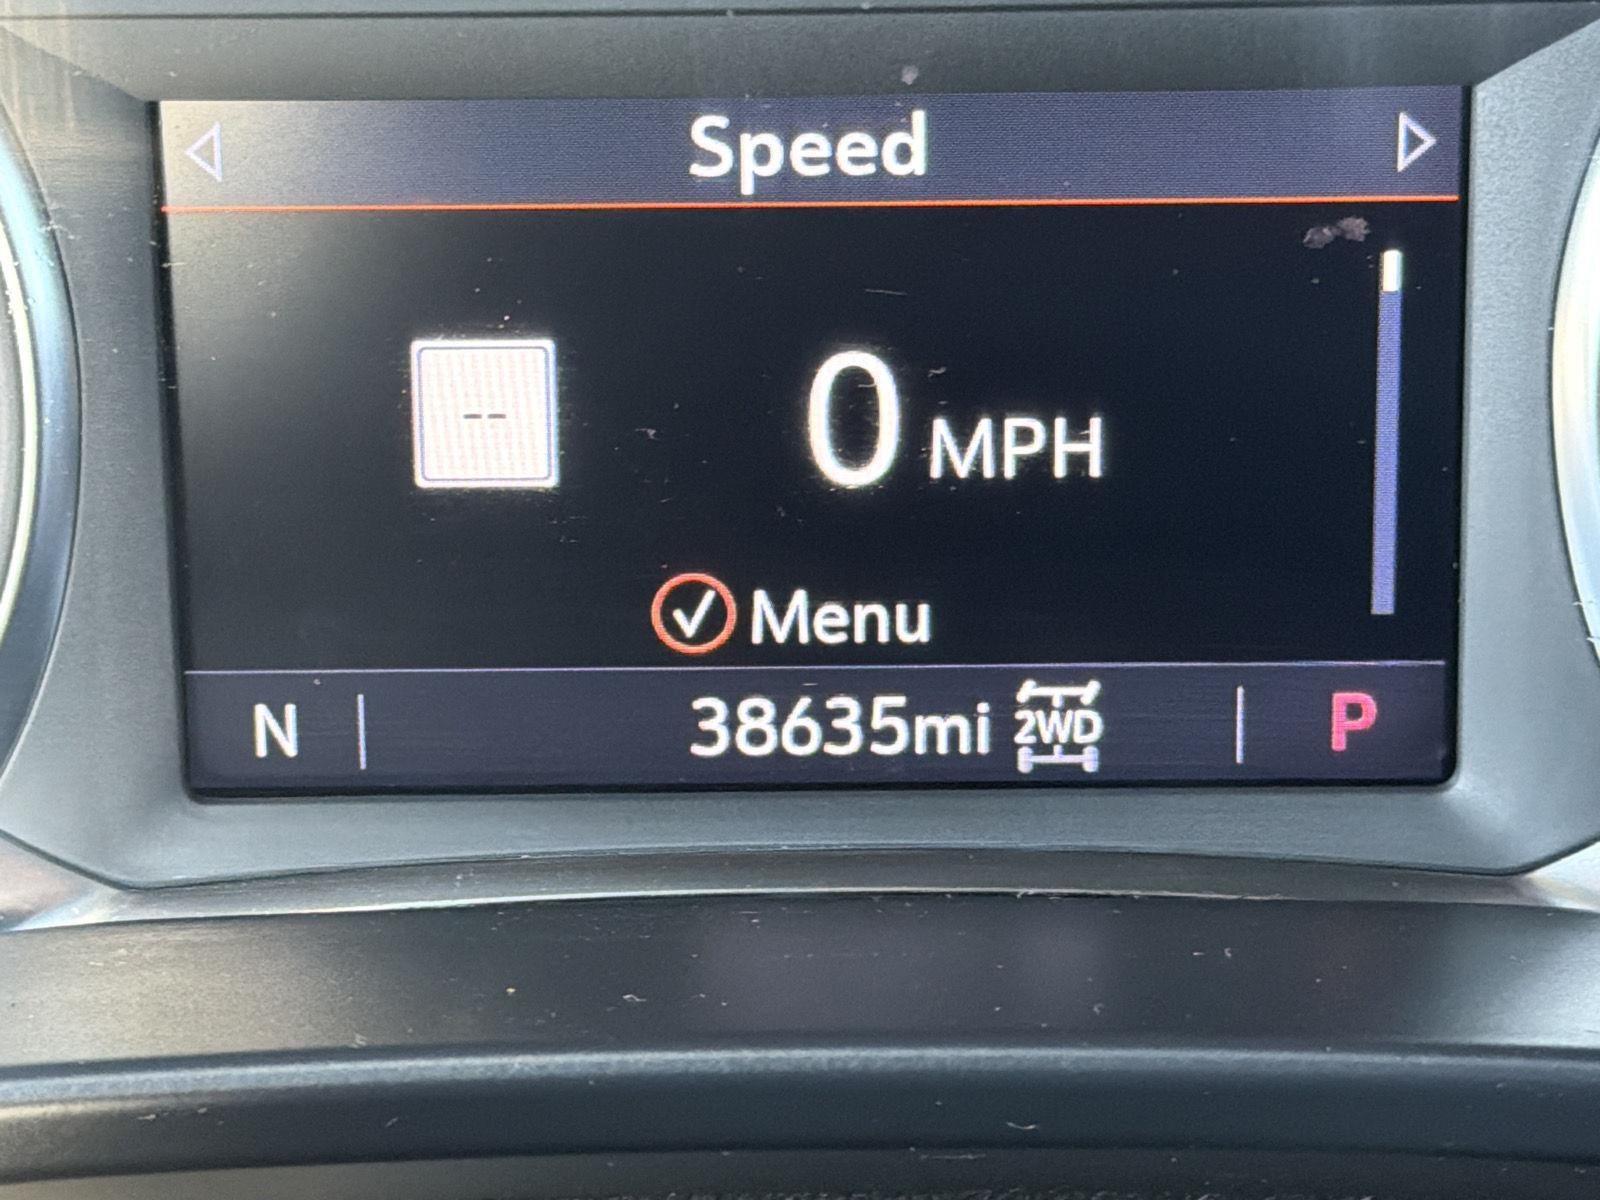 Speed
--
0 MPH
Menu
N 38635mi 2WD P